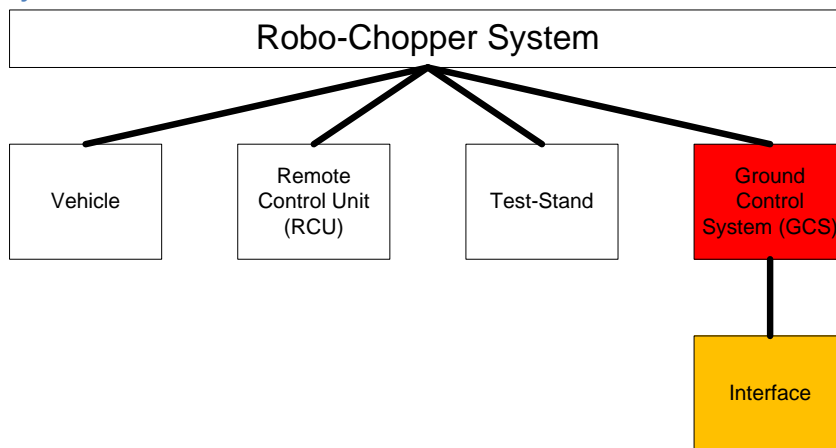 Robo-Chopper System
Vehicle
Remote
Control Unit
(RCU)
Test-Stand
Ground
Control
System (GCS)
Interface